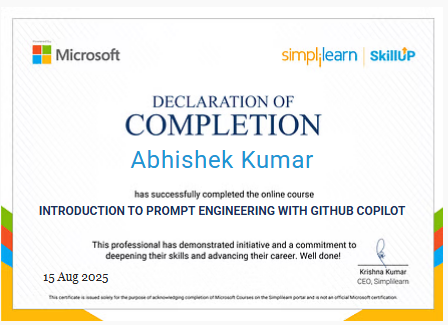 Microsoft
simplilearn | SkillUP
DECLARATION OF
COMPLETION
Abhishek Kumar
has successfully completed the online course
INTRODUCTION TO PROMPT ENGINEERING WITH GITHUB COPILOT
This professional has demonstrated initiative and a commitment to
deepening their skills and advancing their career. Well done!
15 Aug 2025
Krishna Kumar
CEO, Simplilearn
This certificate is issued solely for the purpose of acknowledging completion of Microsoft Courses on the Simplilearn portal and is not an official Microsoft certification.